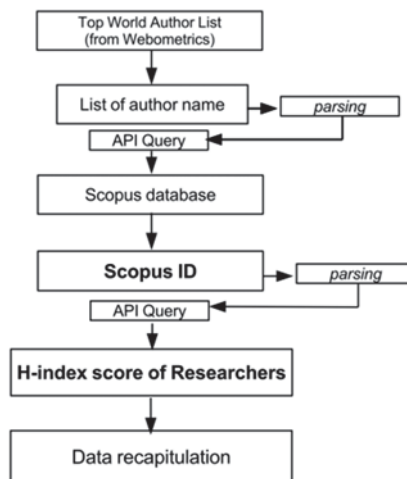 Top World Author List
(from Webometrics)
List of author name
parsing
API Query
Scopus database
Scopus ID
parsing
API Query
H-index score of Researchers
Data recapitulation